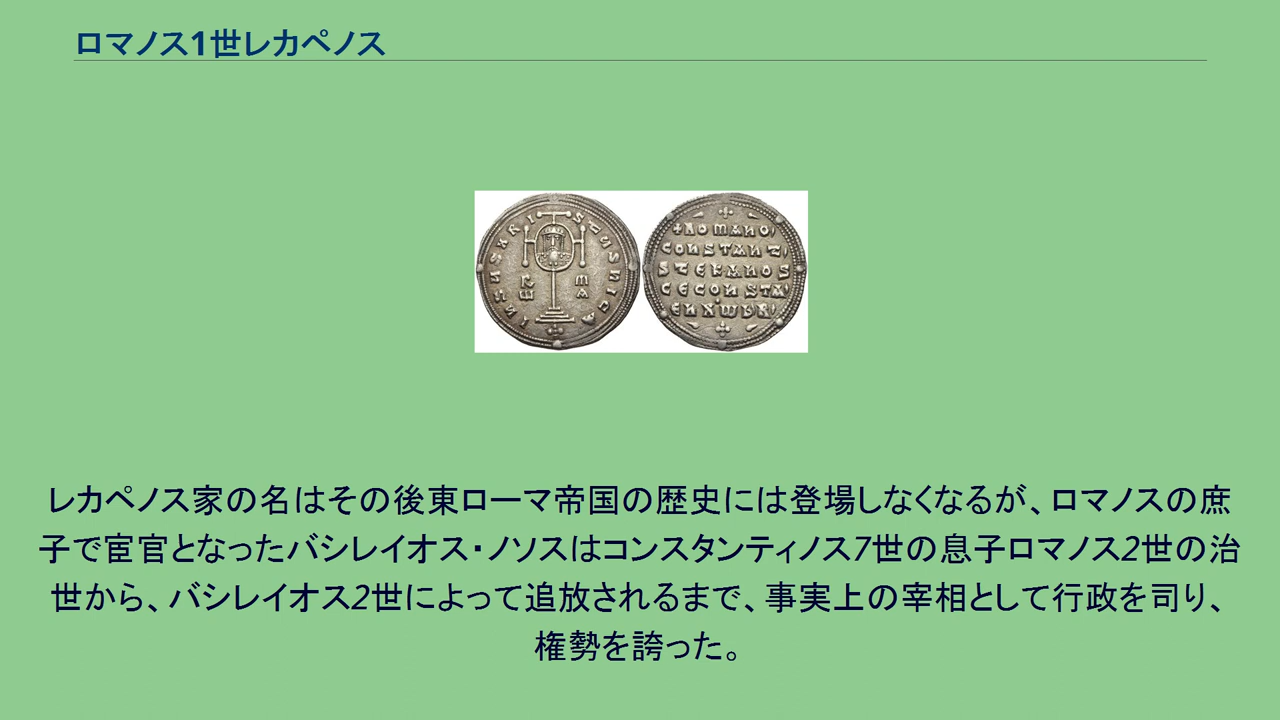 ロマノス1世レカペノス
+ROMANO
CONSTANT
STEFANOS
CECONSTA
レカペノス家の名はその後東ローマ帝国の歴史には登場しなくなるが、ロマノスの庶
子で宦官となったバシレイオス・ノソスはコンスタンティノス7世の息子ロマノス2世の治
世から、バシレイオス2世によって追放されるまで、事実上の宰相として行政を司り、
権勢を誇った。